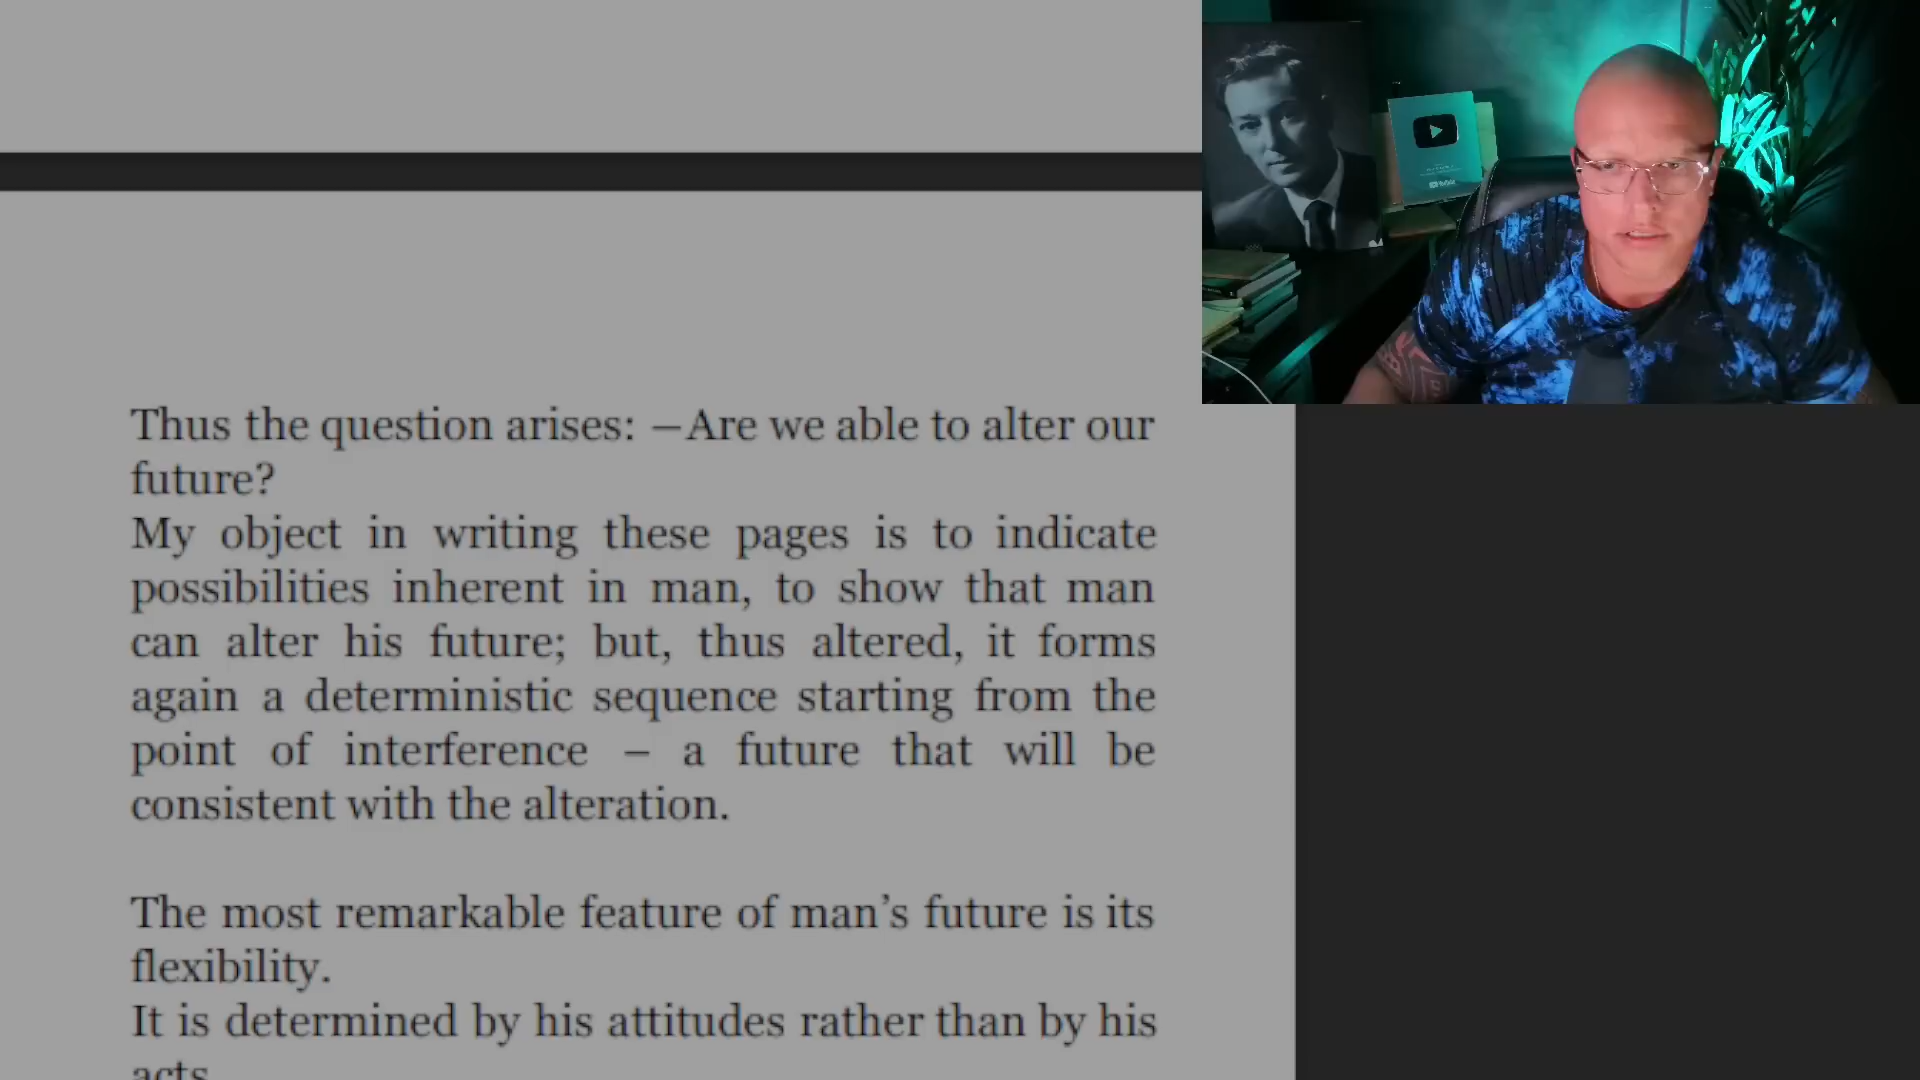 Thus the question arises: —Are we able to alter our
future?
My object in writing these pages is to indicate
possibilities inherent in man, to show that man
can alter his future; but, thus altered, it forms
again a deterministic sequence starting from the
point of interference – a future that will be
consistent with the alteration.
The most remarkable feature of man’s future is its
flexibility.
It is determined by his attitudes rather than by his
acts.
YouTube